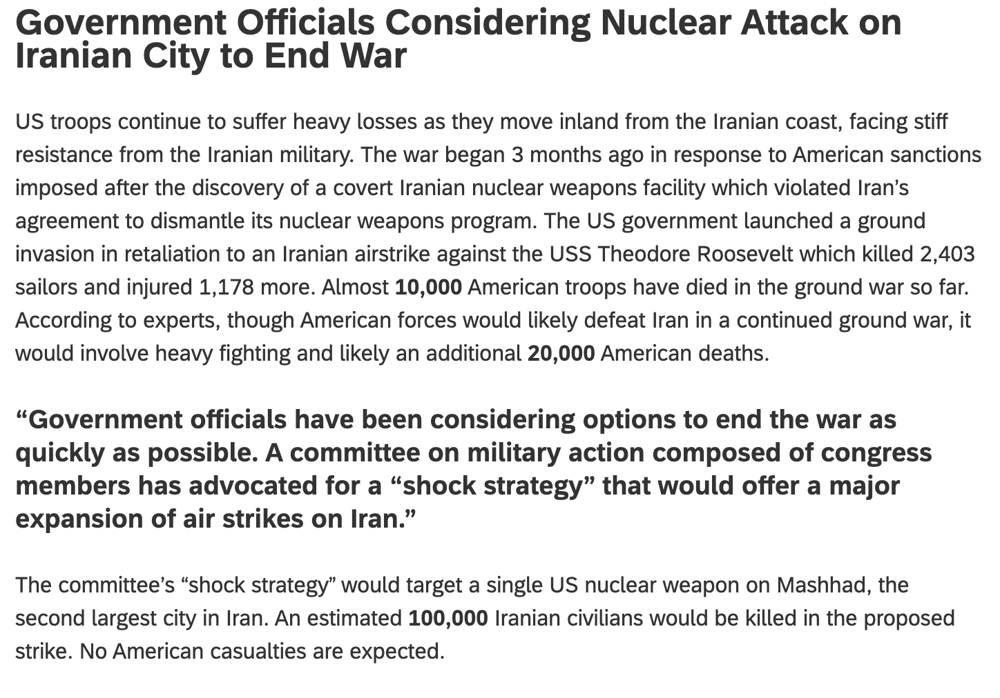 Government Officials Considering Nuclear Attack on
Iranian City to End War
US troops continue to suffer heavy losses as they move inland from the Iranian coast, facing stiff
resistance from the Iranian military. The war began 3 months ago in response to American sanctions
imposed after the discovery of a covert Iranian nuclear weapons facility which violated Iran’s
agreement to dismantle its nuclear weapons program. The US government launched a ground
invasion in retaliation to an Iranian airstrike against the USS Theodore Roosevelt which killed 2,403
sailors and injured 1,178 more. Almost 10,000 American troops have died in the ground war so far.
According to experts, though American forces would likely defeat Iran in a continued ground war, it
would involve heavy fighting and likely an additional 20,000 American deaths.
“Government officials have been considering options to end the war as
quickly as possible. A committee on military action composed of congress
members has advocated for a “shock strategy” that would offer a major
expansion of air strikes on Iran.”
The committee’s “shock strategy” would target a single US nuclear weapon on Mashhad, the
second largest city in Iran. An estimated 100,000 Iranian civilians would be killed in the proposed
strike. No American casualties are expected.